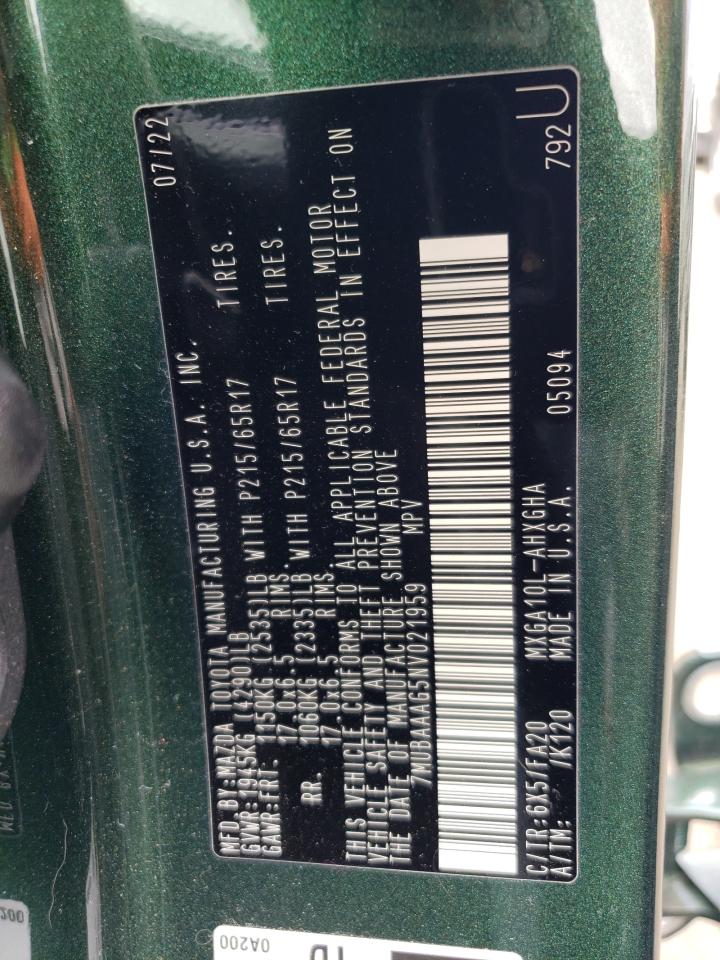 MFD. BY: MAZDA TOYOTA MANUFACTURING U.S.A. INC. 07/22
GVWR: 1945KG (4290)LB
GAWR: FRT. 1150KG (2535)LB WITH P215/65R17 TIRES.
17.0x6.5 RIMS.
RR. 1060KG (2335)LB WITH P215/65R17 TIRES.
17.0x6.5 RIMS.
THIS VEHICLE CONFORMS TO ALL APPLICABLE FEDERAL MOTOR
VEHICLE SAFETY AND THEFT PREVENTION STANDARDS IN EFFECT ON
THE DATE OF MANUFACTURE SHOWN ABOVE
7MUBAAAG5NV021959 MPV
C/TR: 6X5/FA20 MXGA10L-AHXGHA 05094 792U
A/TM: /K120 MADE IN U.S.A.
0A200